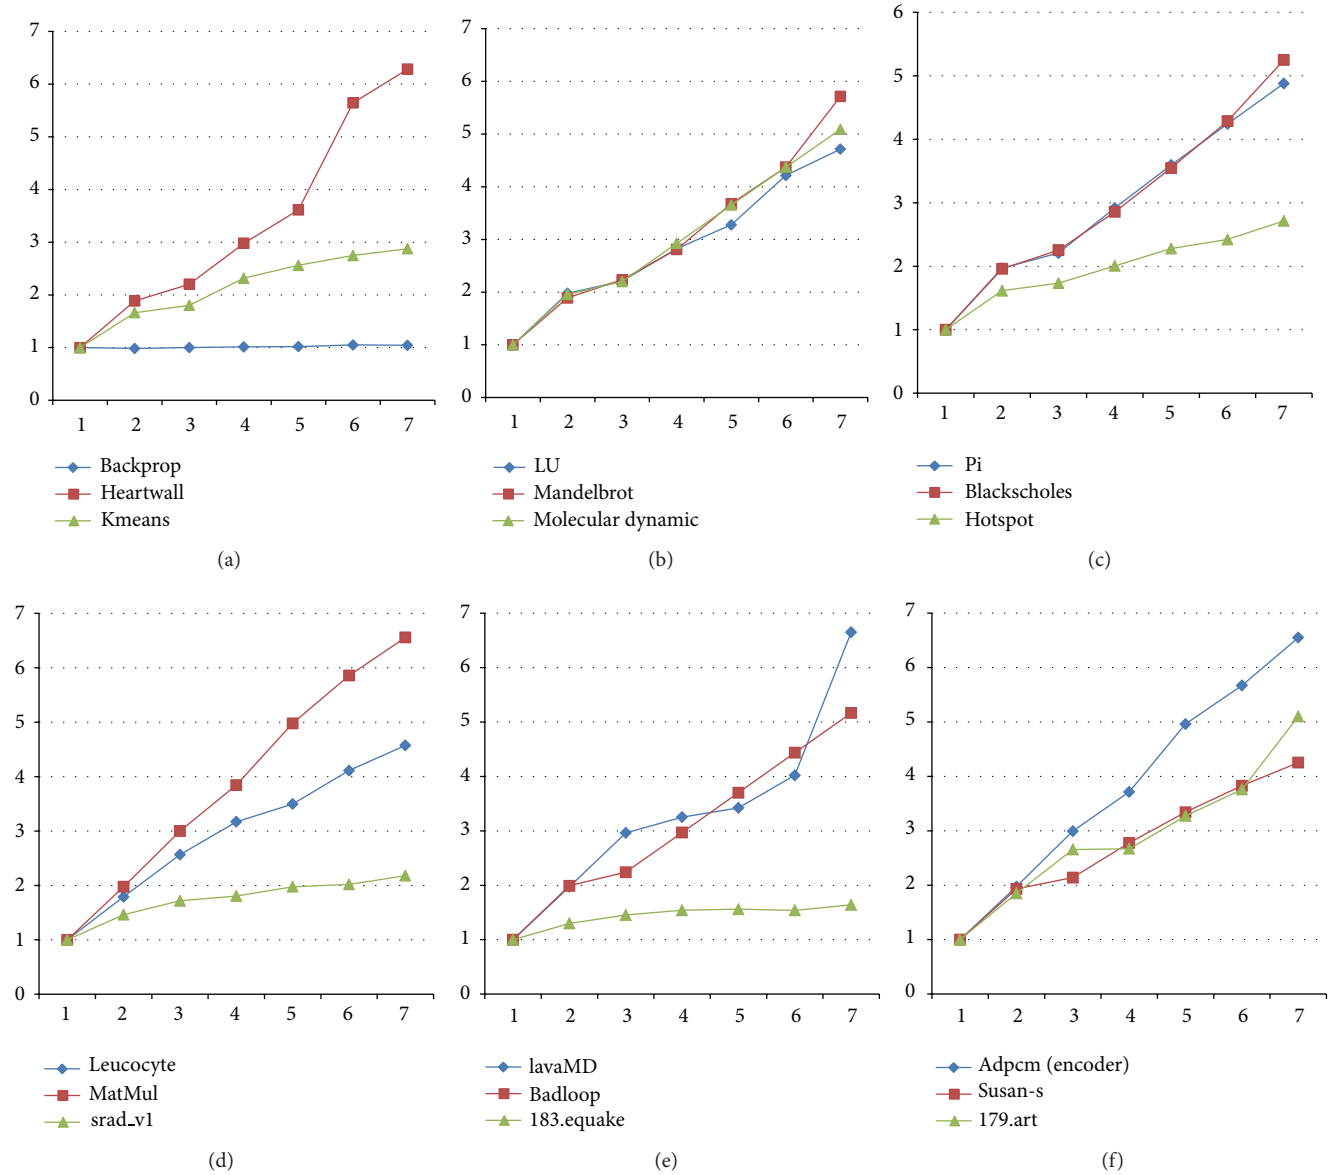 7
6
5
4
3
2
1
0
1 2 3 4 5 6 7
Backprop
Heartwall
Kmeans
(a)
7
6
5
4
3
2
1
0
1 2 3 4 5 6 7
LU
Mandelbrot
Molecular dynamic
(b)
6
5
4
3
2
1
0
1 2 3 4 5 6 7
Pi
Blackscholes
Hotspot
(c)
7
6
5
4
3
2
1
0
1 2 3 4 5 6 7
Leucocyte
MatMul
srad_v1
(d)
7
6
5
4
3
2
1
0
1 2 3 4 5 6 7
lavaMD
Badloop
183.equake
(e)
7
6
5
4
3
2
1
0
1 2 3 4 5 6 7
Adpcm (encoder)
Susan-s
179.art
(f)